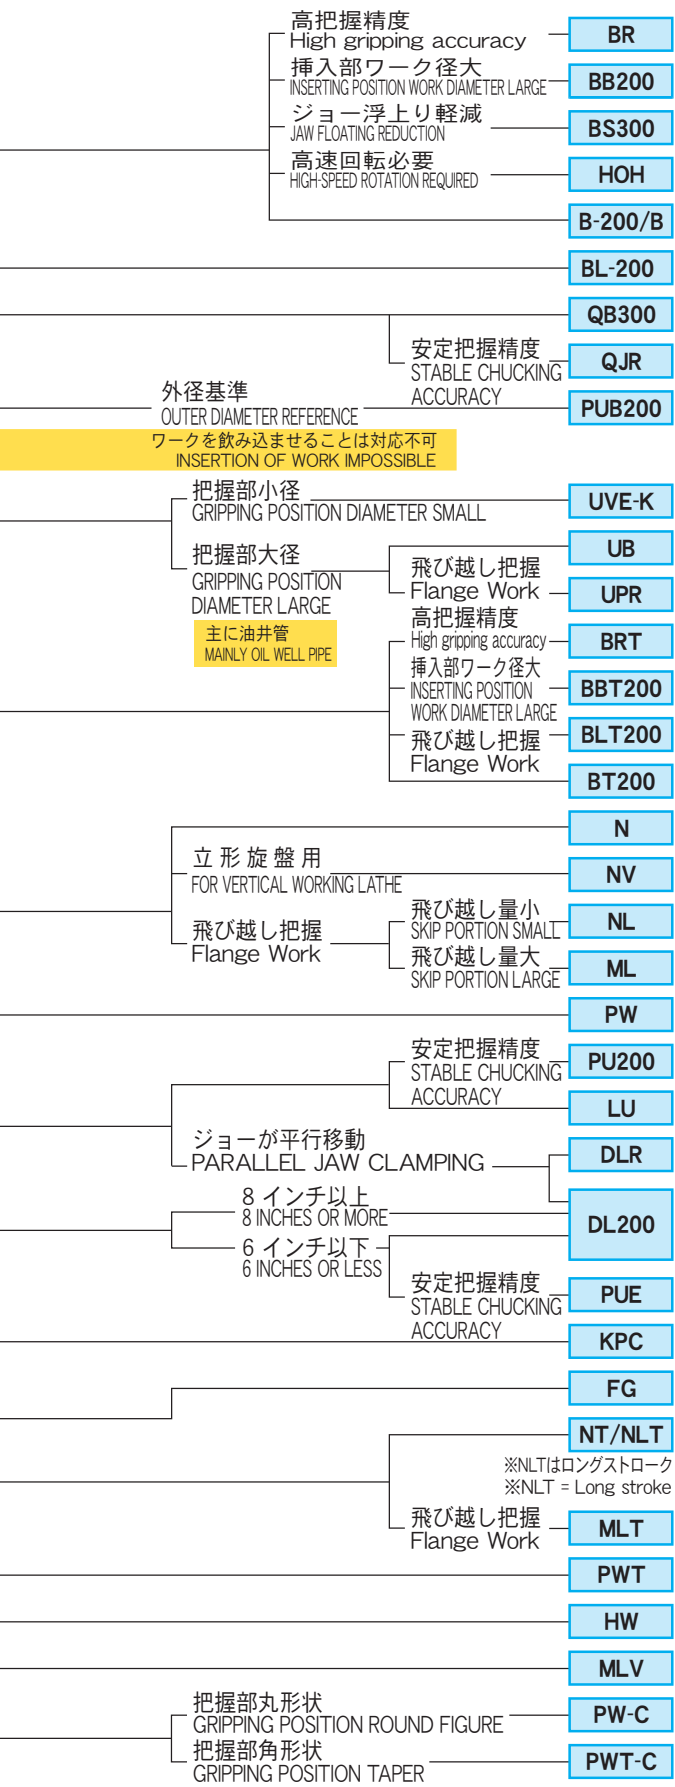 高把握精度
High gripping accuracy
BR
挿入部ワーク径大
INSERTING POSITION WORK DIAMETER LARGE
BB200
ジョー浮上り軽減
JAW FLOATING REDUCTION
BS300
高速回転必要
HIGH-SPEED ROTATION REQUIRED
HOH
B-200/B
BL-200
QB300
安定把握精度
STABLE CHUCKING
ACCURACY
QJR
外径基準
OUTER DIAMETER REFERENCE
PUB200
ワークを飲み込ませることは対応不可
INSERTION OF WORK IMPOSSIBLE
把握部小径
GRIPPING POSITION DIAMETER SMALL
UVE-K
把握部大径
GRIPPING POSITION
DIAMETER LARGE
UB
飛び越し把握
Flange Work
UPR
主に油井管
MAINLY OIL WELL PIPE
高把握精度
High gripping accuracy
BRT
挿入部ワーク径大
INSERTING POSITION
WORK DIAMETER LARGE
BBT200
飛び越し把握
Flange Work
BLT200
BT200
N
立形旋盤用
FOR VERTICAL WORKING LATHE
NV
飛び越し把握
Flange Work
飛び越し量小
SKIP PORTION SMALL
NL
飛び越し量大
SKIP PORTION LARGE
ML
PW
安定把握精度
STABLE CHUCKING
ACCURACY
PU200
LU
ジョーが平行移動
PARALLEL JAW CLAMPING
DLR
8 インチ以上
8 INCHES OR MORE
DL200
6 インチ以下
6 INCHES OR LESS
安定把握精度
STABLE CHUCKING
ACCURACY
PUE
KPC
FG
NT/NLT
※NLTはロングストローク
※NLT = Long stroke
飛び越し把握
Flange Work
MLT
PWT
HW
MLV
把握部丸形状
GRIPPING POSITION ROUND FIGURE
PW-C
把握部角形状
GRIPPING POSITION TAPER
PWT-C